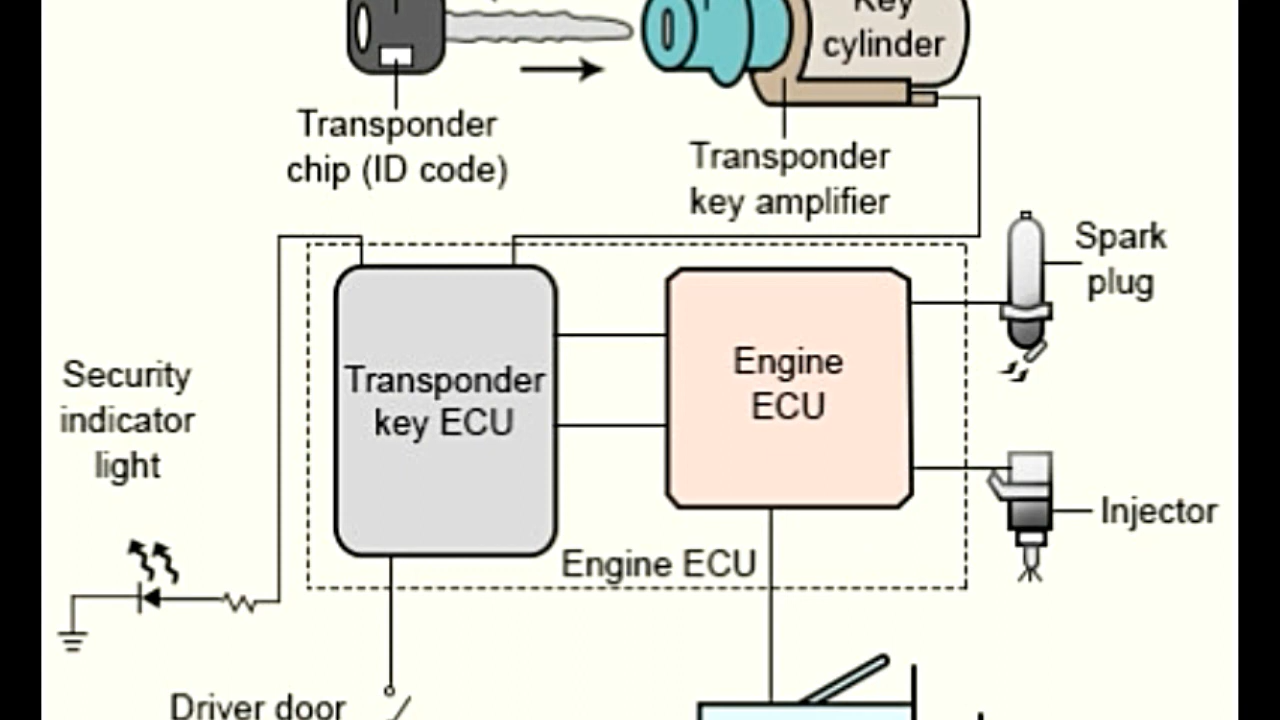 Key
cylinder
Transponder
chip (ID code)
Transponder
key amplifier
Spark
plug
Security
indicator
light
Transponder
key ECU
Engine
ECU
Injector
Engine ECU
Driver door